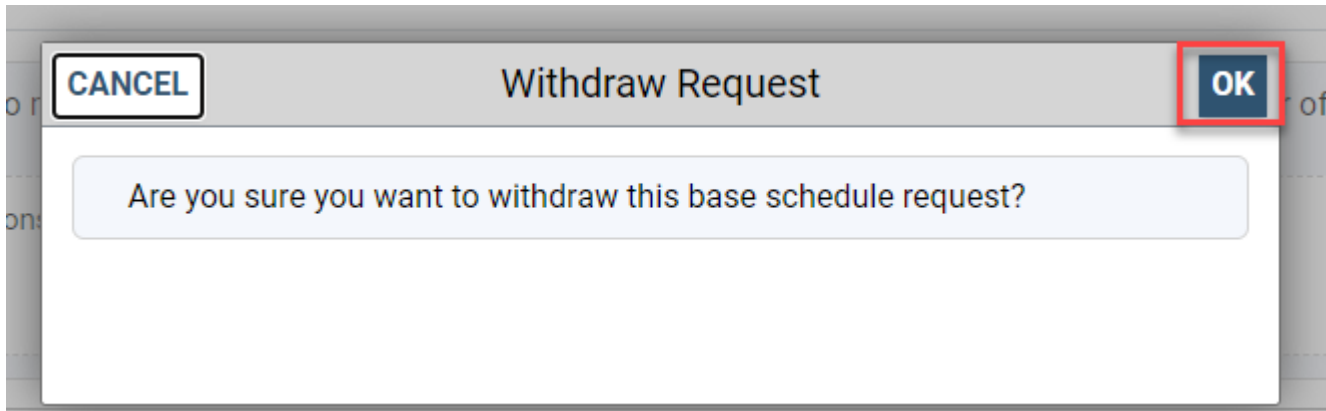 CANCEL Withdraw Request OK
Are you sure you want to withdraw this base schedule request?